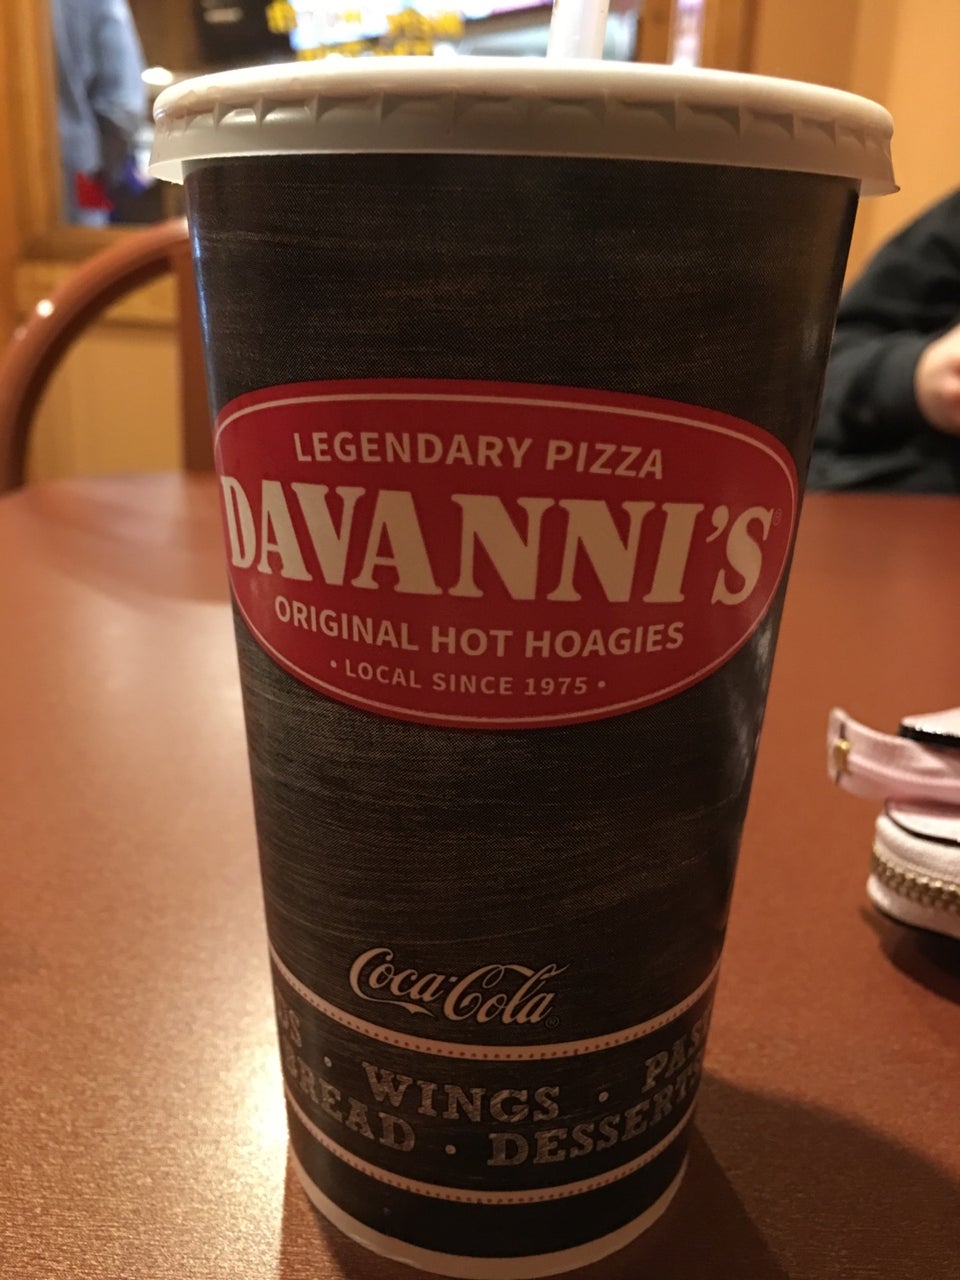 LEGENDARY PIZZA
DAVANNI'S®
ORIGINAL HOT HOAGIES
• LOCAL SINCE 1975 •
Coca-Cola®
• WINGS •
• DESSERTS